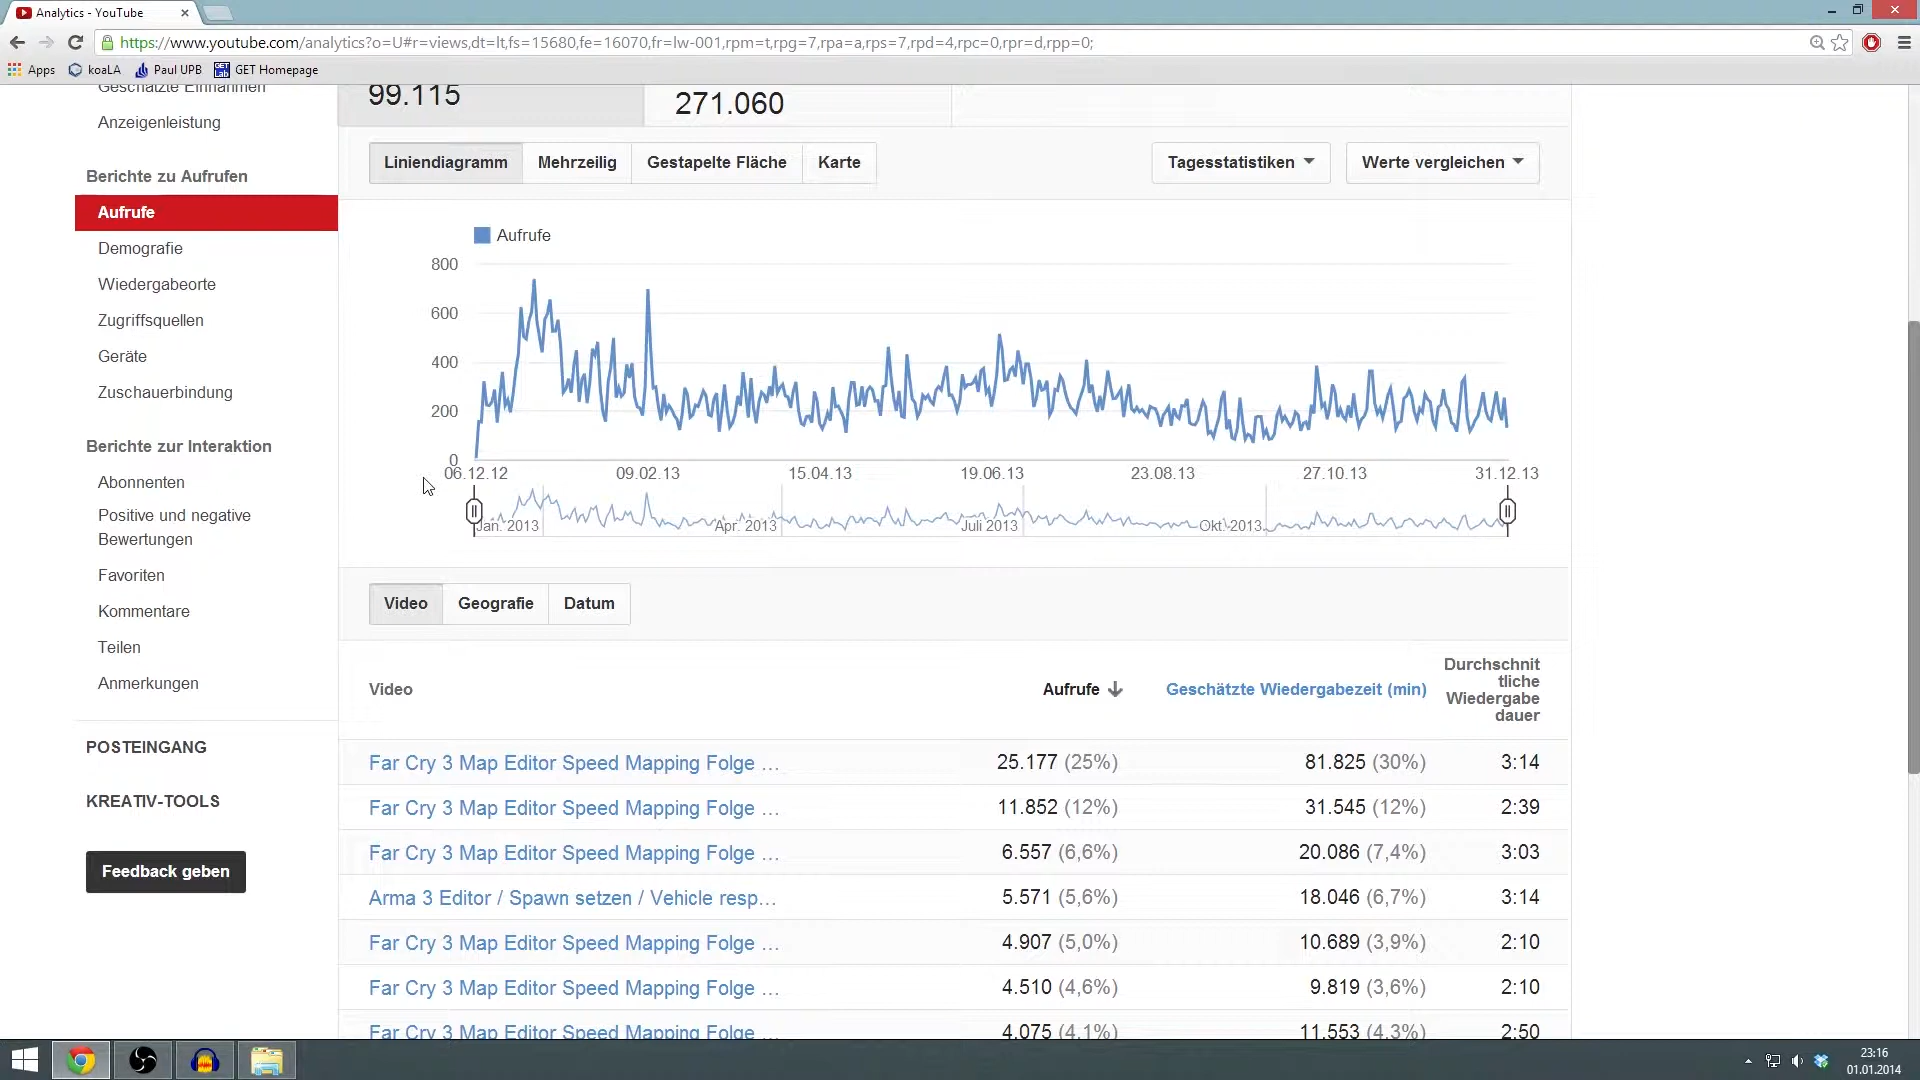 Analytics - YouTube
https://www.youtube.com/analytics?o=U#r=views,dt=lt,fs=15680,fe=16070,fr=lw-001,rpm=t,rpg=7,rpa=a,rps=7,rpd=4,rpc=0,rpr=d,rpp=0;
Apps koaLA Paul UPB GET Lab GET Homepage
Geschätzte Einnahmen
Anzeigenleistung
Berichte zu Aufrufen
Aufrufe
Demografie
Wiedergabeorte
Zugriffsquellen
Geräte
Zuschauerbindung
Berichte zur Interaktion
Abonnenten
Positive und negative
Bewertungen
Favoriten
Kommentare
Teilen
Anmerkungen
POSTEINGANG
KREATIV-TOOLS
Feedback geben
99.115 271.060
Liniendiagramm Mehrzeilig Gestapelte Fläche Karte Tagesstatistiken Werte vergleichen
Aufrufe
800
600
400
200
0
06.12.12 09.02.13 15.04.13 19.06.13 23.08.13 27.10.13 31.12.13
Jan. 2013 Apr. 2013 Juli 2013 Okt. 2013
Video Geografie Datum
Video Aufrufe Geschätzte Wiedergabezeit (min) Durchschnit
tliche
Wiedergabe
dauer
Far Cry 3 Map Editor Speed Mapping Folge … 25.177 (25%) 81.825 (30%) 3:14
Far Cry 3 Map Editor Speed Mapping Folge … 11.852 (12%) 31.545 (12%) 2:39
Far Cry 3 Map Editor Speed Mapping Folge … 6.557 (6,6%) 20.086 (7,4%) 3:03
Arma 3 Editor / Spawn setzen / Vehicle resp… 5.571 (5,6%) 18.046 (6,7%) 3:14
Far Cry 3 Map Editor Speed Mapping Folge … 4.907 (5,0%) 10.689 (3,9%) 2:10
Far Cry 3 Map Editor Speed Mapping Folge … 4.510 (4,6%) 9.819 (3,6%) 2:10
Far Cry 3 Map Editor Speed Mapping Folge … 4.075 (4,1%) 11.553 (4,3%) 2:50
23:16
01.01.2014